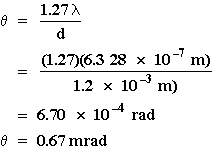 θ = 1.27 λ / d
= (1.27)(6.3 28 × 10⁻⁷ m) / 1.2 × 10⁻³ m)
= 6.70 × 10⁻⁴ rad
θ = 0.67 mrad